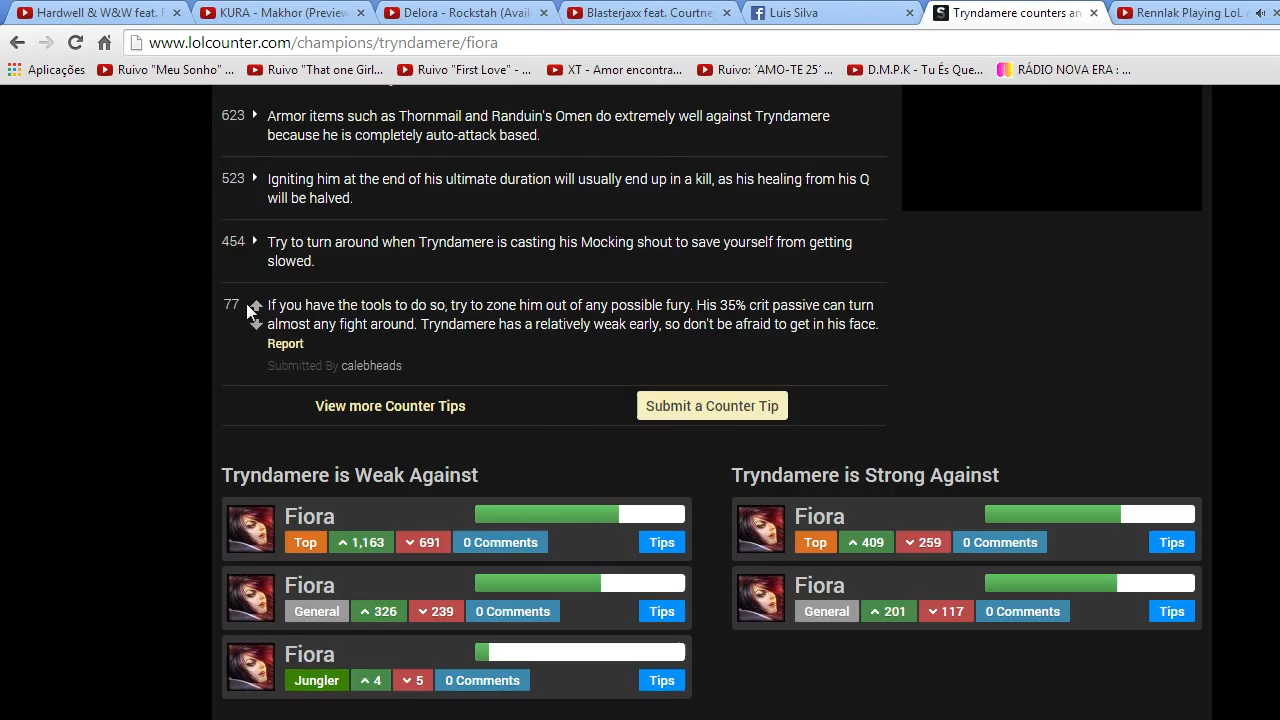 Hardwell & W&W feat. F
KURA - Makhor (Preview
Delora - Rockstah (Avail
Blasterjaxx feat. Courtney
Luis Silva
Tryndamere counters an
Rennlak Playing LoL
www.lolcounter.com/champions/tryndamere/fiora
Aplicações
Ruivo "Meu Sonho" ...
Ruivo "That one Girl...
Ruivo "First Love" - ...
XT - Amor encontra...
Ruivo: ´AMO-TE 25´ ...
D.M.P.K - Tu És Que...
RÁDIO NOVA ERA : ...
623 Armor items such as Thornmail and Randuin's Omen do extremely well against Tryndamere
because he is completely auto-attack based.
523 Igniting him at the end of his ultimate duration will usually end up in a kill, as his healing from his Q
will be halved.
454 Try to turn around when Tryndamere is casting his Mocking shout to save yourself from getting
slowed.
77 If you have the tools to do so, try to zone him out of any possible fury. His 35% crit passive can turn
almost any fight around. Tryndamere has a relatively weak early, so don't be afraid to get in his face.
Report
Submitted By calebheads
View more Counter Tips
Submit a Counter Tip
Tryndamere is Weak Against
Fiora
Top 1,163 691 0 Comments Tips
Fiora
General 326 239 0 Comments Tips
Fiora
Jungler 4 5 0 Comments Tips
Tryndamere is Strong Against
Fiora
Top 409 259 0 Comments Tips
Fiora
General 201 117 0 Comments Tips